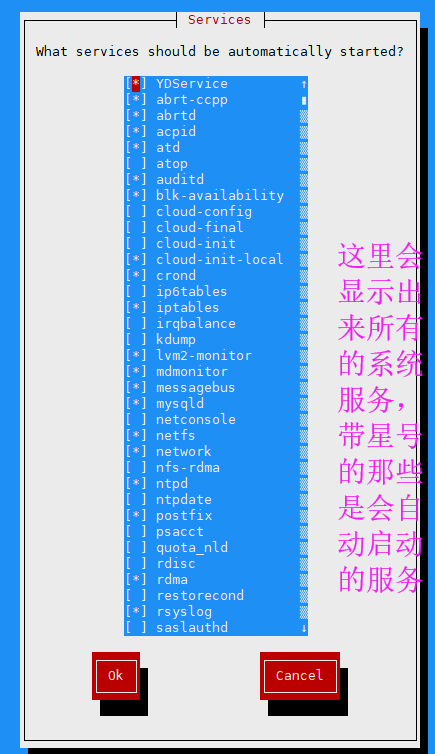 Services
What services should be automatically started?
[*] YDService ↑
[*] abrt-ccpp
[*] abrtd
[*] acpid
[*] atd
[ ] atop
[*] auditd
[*] blk-availability
[ ] cloud-config
[ ] cloud-final
[ ] cloud-init
[*] cloud-init-local
[*] crond
[ ] ip6tables
[*] iptables
[ ] irqbalance
[ ] kdump
[*] lvm2-monitor
[*] mdmonitor
[*] messagebus
[*] mysqld
[ ] netconsole
[*] netfs
[*] network
[ ] nfs-rdma
[*] ntpd
[ ] ntpdate
[*] postfix
[ ] psacct
[ ] quota_nld
[ ] rdisc
[*] rdma
[ ] restorecond
[*] rsyslog
[ ] saslauthd ↓
这里会
显示出
来所有
的系统
服务，
带星号
的那些
是会自
动启动
的服务
Ok
Cancel